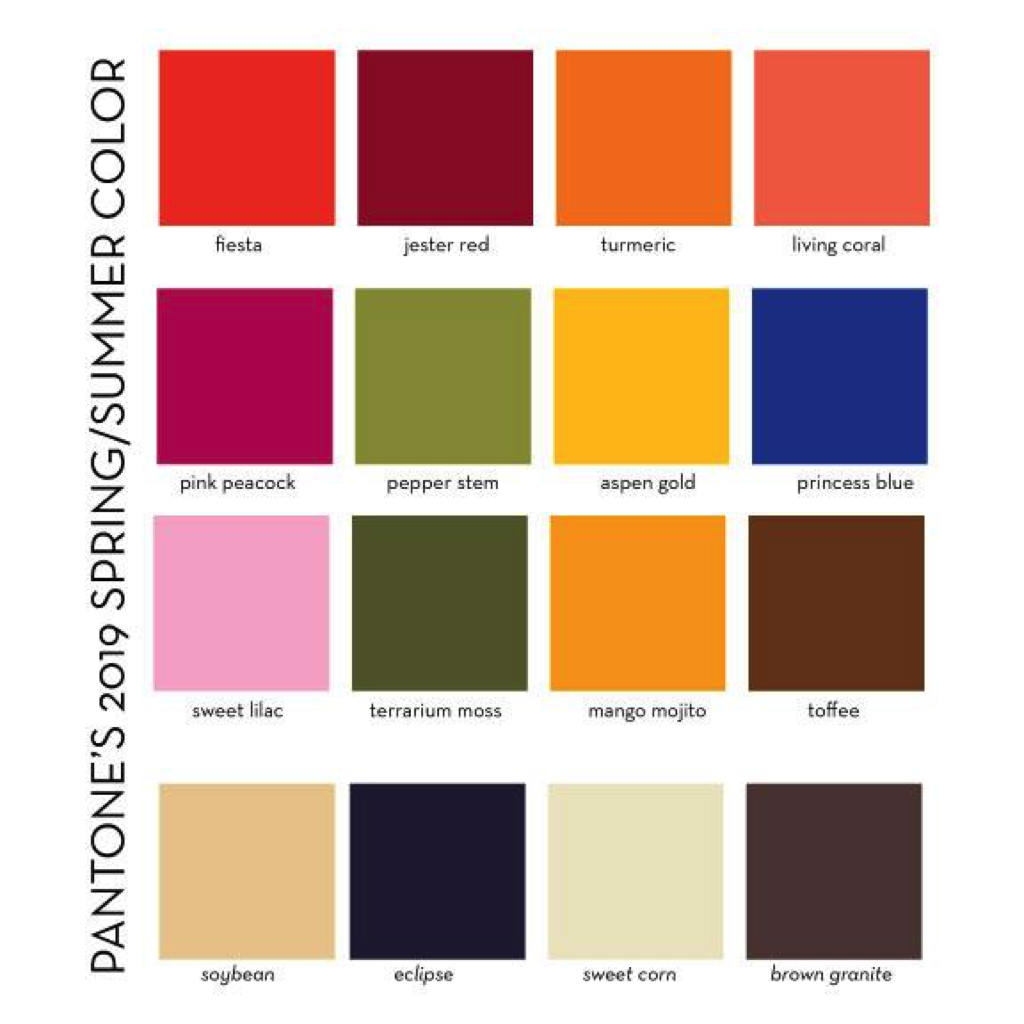 PANTONE'S 2019 SPRING/SUMMER COLOR
fiesta
jester red
turmeric
living coral
pink peacock
pepper stem
aspen gold
princess blue
sweet lilac
terrarium moss
mango mojito
toffee
soybean
eclipse
sweet corn
brown granite